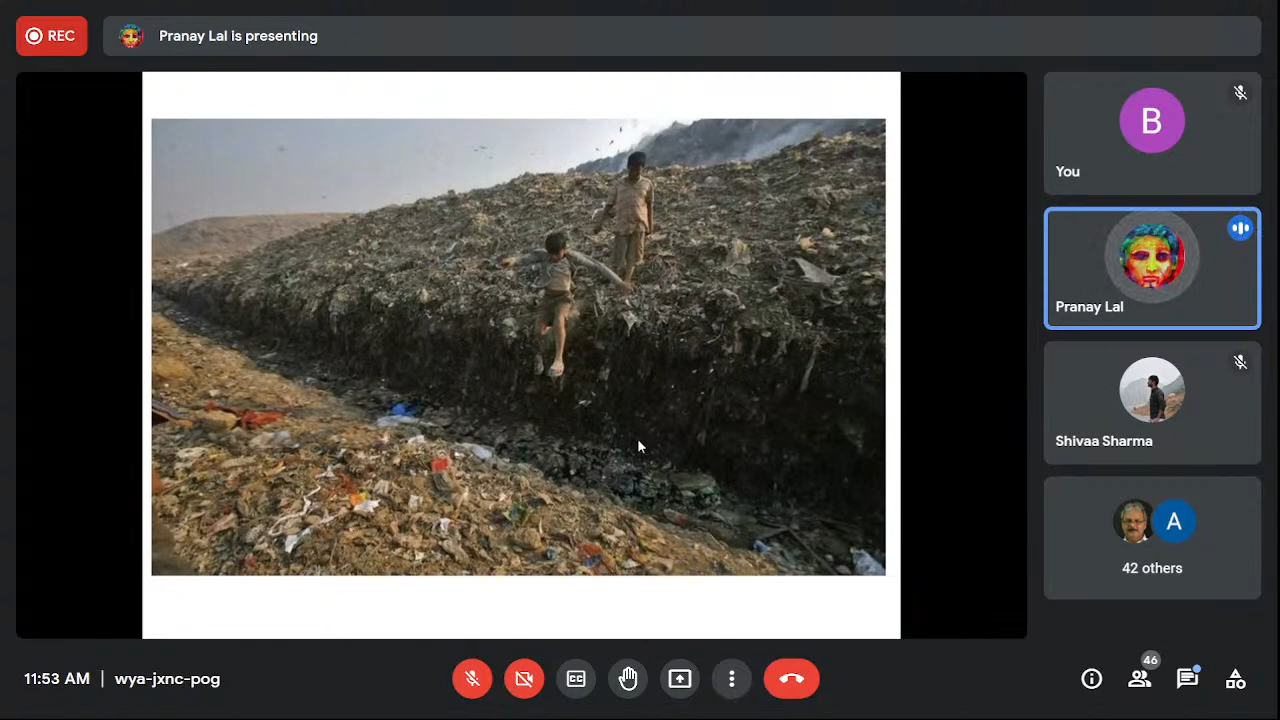 REC
Pranay Lal is presenting
B
You
Pranay Lal
Shivaa Sharma
A
42 others
11:53 AM | wya-jxnc-pog
CC
46